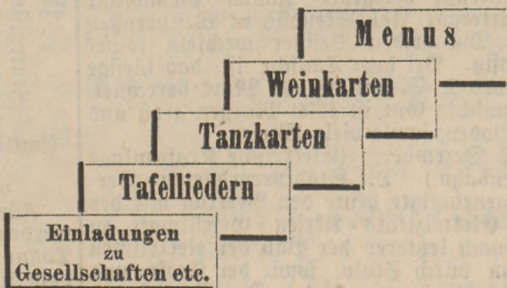 Menus
Weinkarten
Tanzkarten
Tafelliedern
Einladungen
zu
Gesellschaften etc.